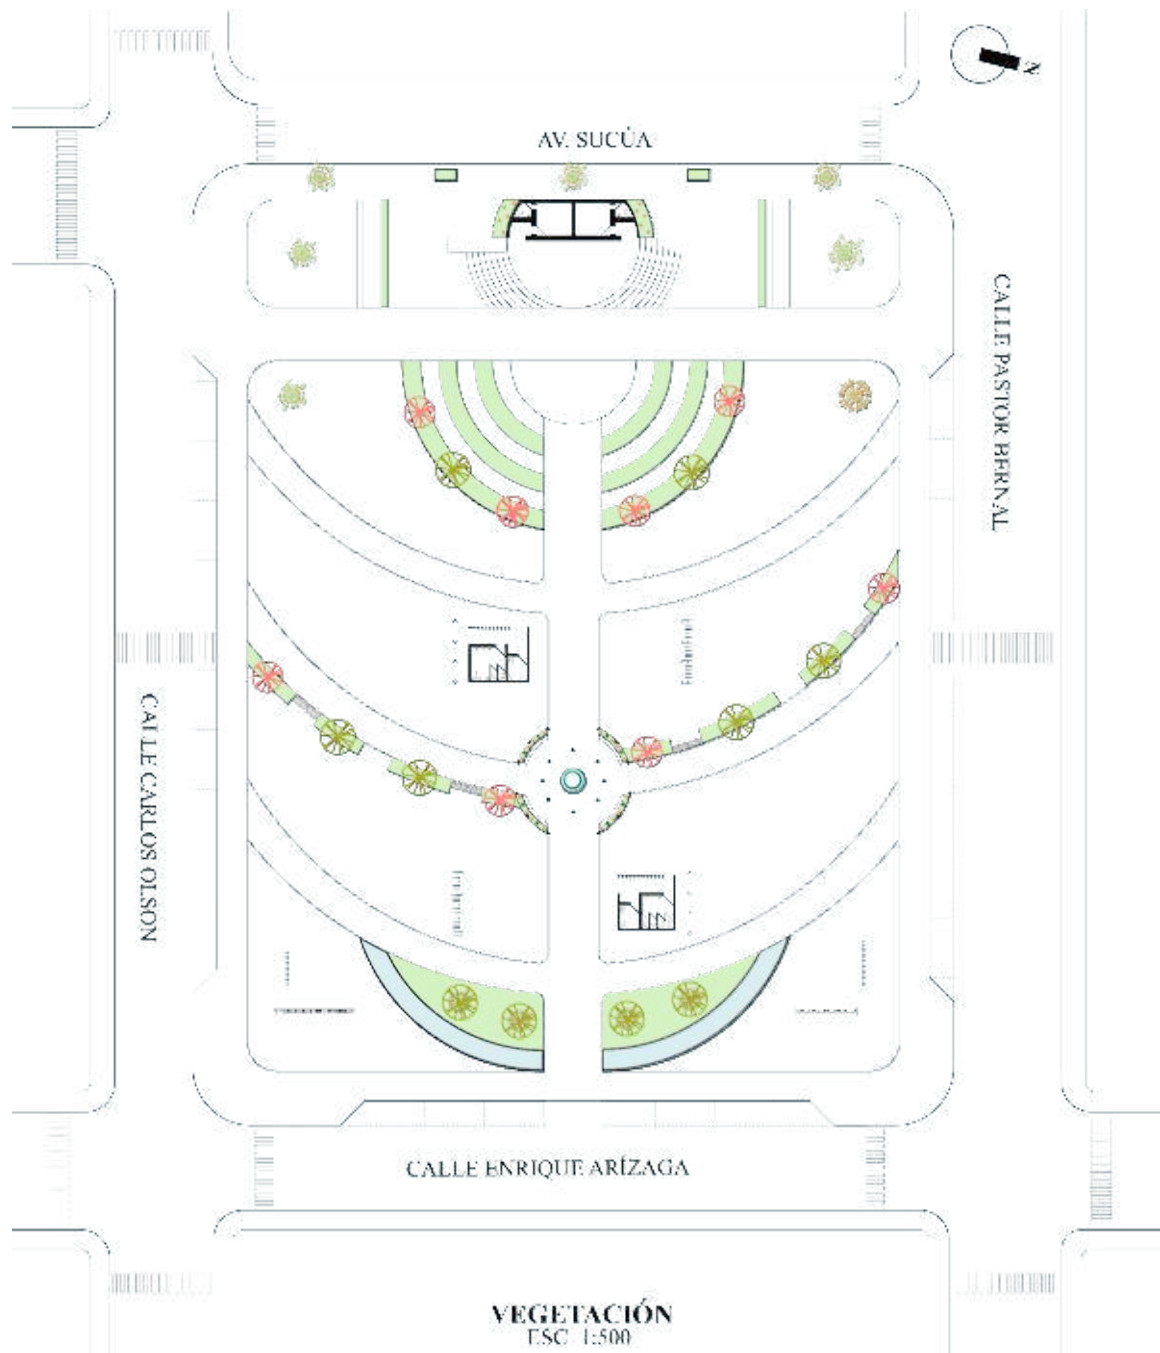 N
AV. SUCÚA
CALLE PASTOR BERNAL
CALLE CARLOS OLSON
CALLE ENRIQUE ARÍZAGA
VEGETACIÓN
ESC 1:500